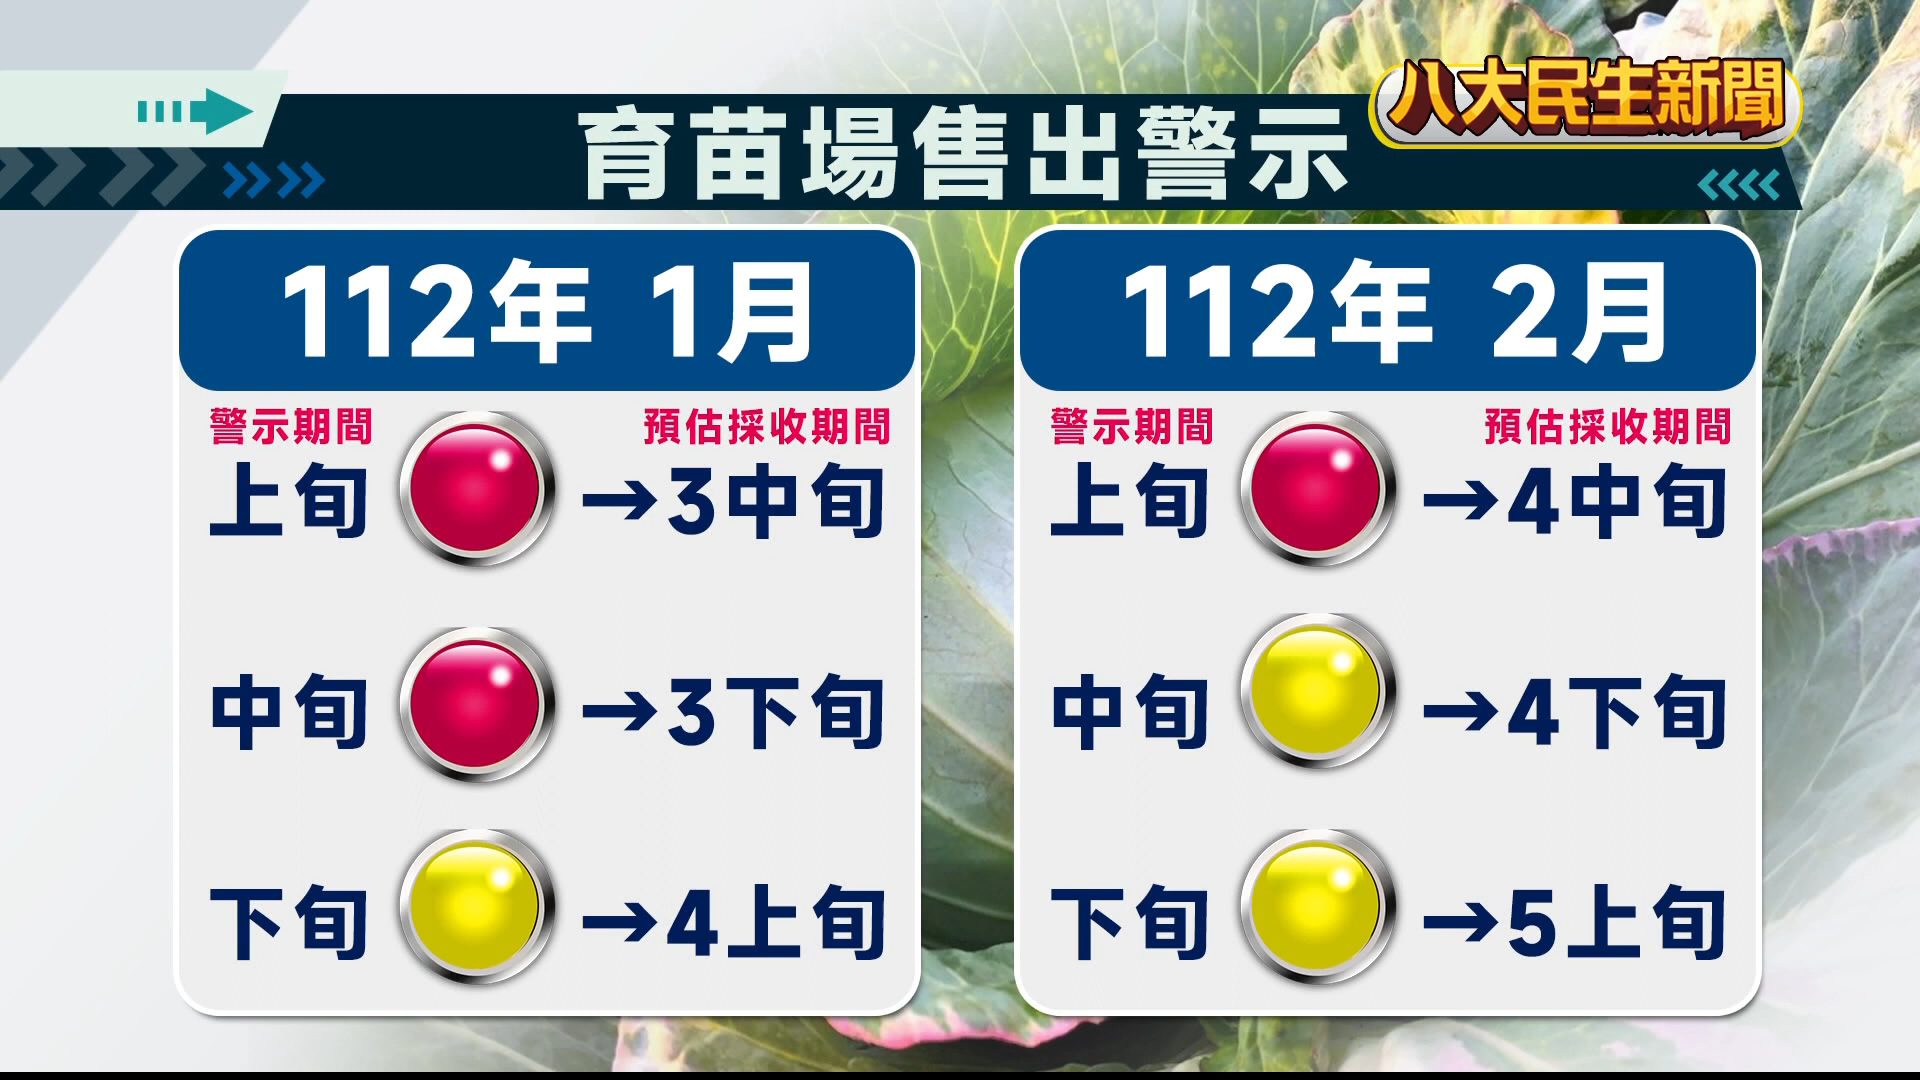 八大民生新聞
育苗場售出警示
112年 1月
警示期間 預估採收期間
上旬 →3中旬
中旬 →3下旬
下旬 →4上旬
112年 2月
警示期間 預估採收期間
上旬 →4中旬
中旬 →4下旬
下旬 →5上旬